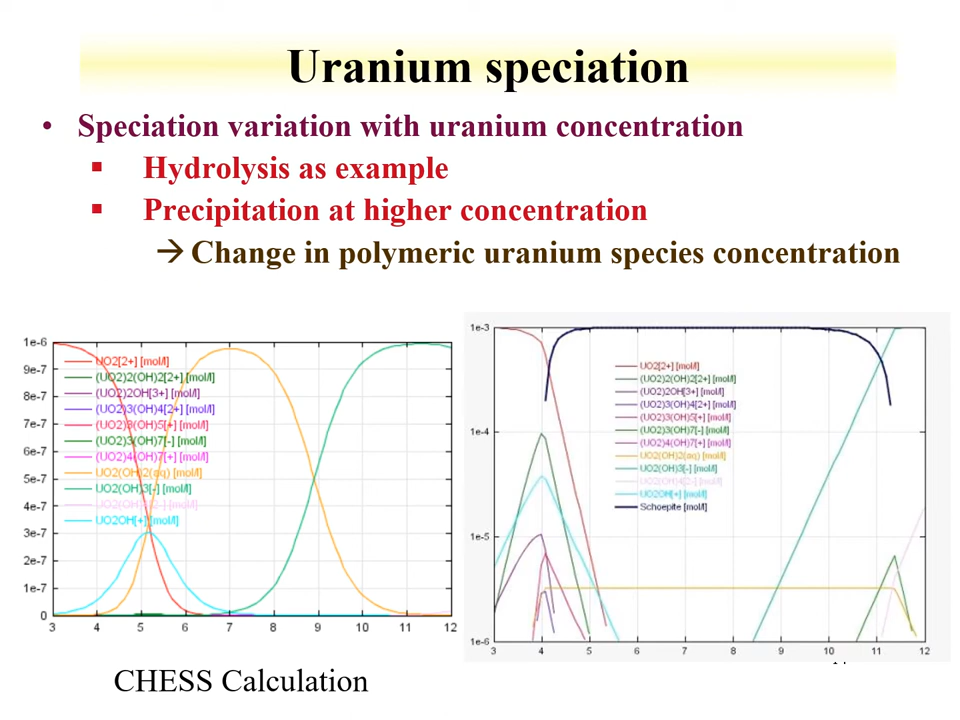 Uranium speciation
• Speciation variation with uranium concentration
▪ Hydrolysis as example
▪ Precipitation at higher concentration
→ Change in polymeric uranium species concentration
1e-6
9e-7
8e-7
7e-7
6e-7
5e-7
4e-7
3e-7
2e-7
1e-7
0
UO2[2+] [mol/l]
(UO2)2(OH)2[2+] [mol/l]
(UO2)2OH[3+] [mol/l]
(UO2)3(OH)4[2+] [mol/l]
(UO2)3(OH)5[+] [mol/l]
(UO2)3(OH)7[-] [mol/l]
(UO2)4(OH)7[+] [mol/l]
UO2(OH)2(aq) [mol/l]
UO2(OH)3[-] [mol/l]
UO2(OH)4[2-] [mol/l]
UO2OH[+] [mol/l]
3 4 5 6 7 8 9 10 11 12
1e-3
1e-4
1e-5
1e-6
UO2[2+] [mol/l]
(UO2)2(OH)2[2+] [mol/l]
(UO2)2OH[3+] [mol/l]
(UO2)3(OH)4[2+] [mol/l]
(UO2)3(OH)5[+] [mol/l]
(UO2)3(OH)7[-] [mol/l]
(UO2)4(OH)7[+] [mol/l]
UO2(OH)2(aq) [mol/l]
UO2(OH)3[-] [mol/l]
UO2(OH)4[2-] [mol/l]
UO2OH[+] [mol/l]
Schoepite [mol/l]
3 4 5 6 7 8 9 10 11 12
CHESS Calculation